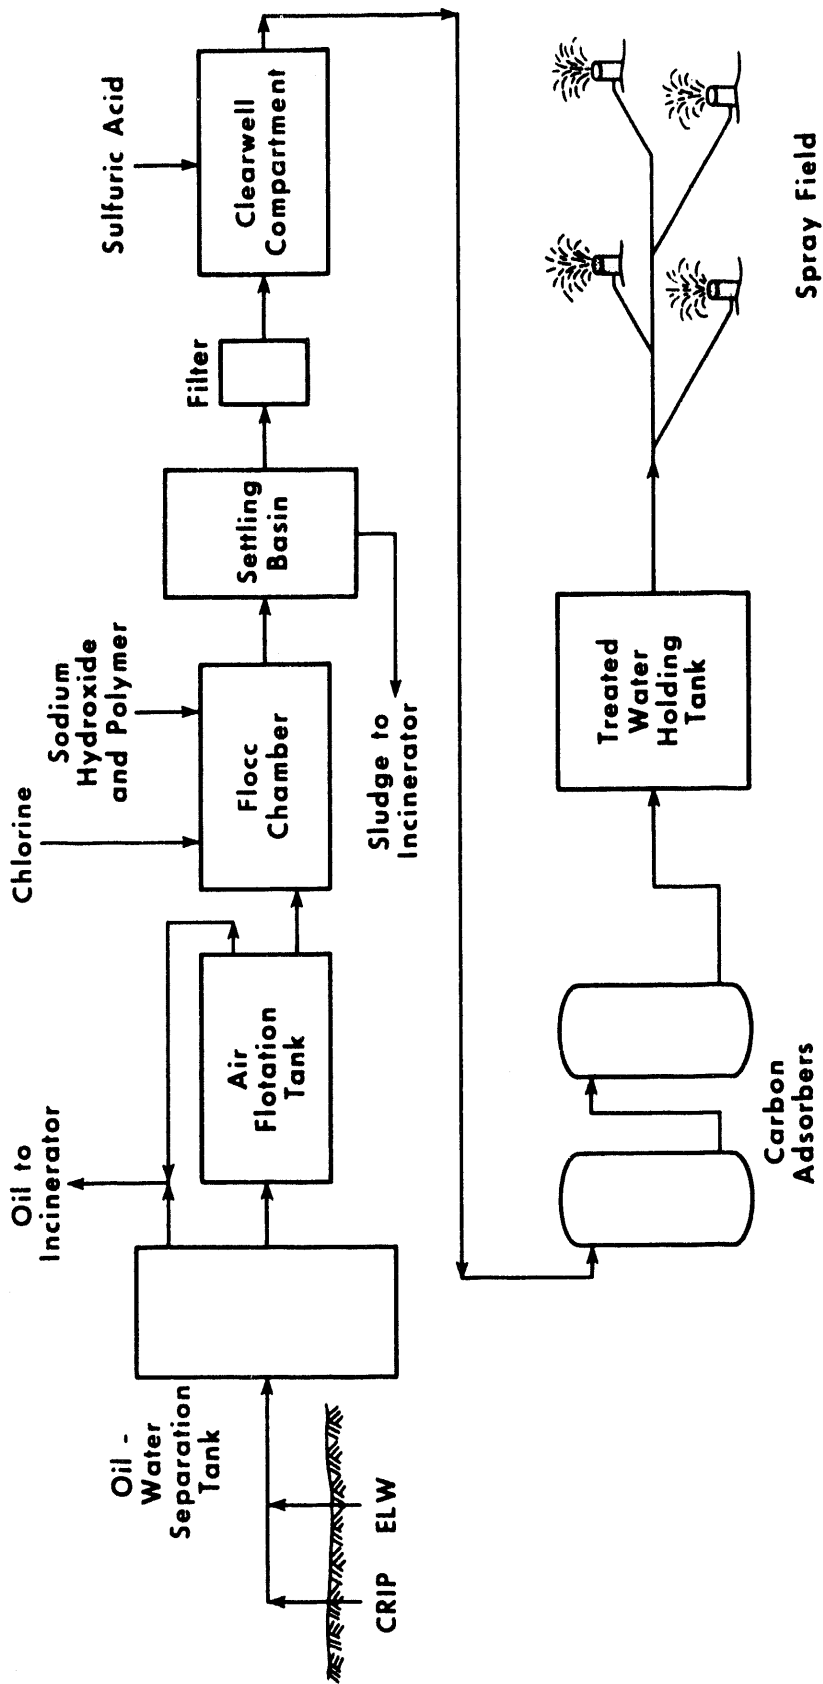 Oil to
Incinerator
Chlorine
Sodium
Hydroxide
and Polymer
Sulfuric Acid
Oil -
Water
Separation
Tank
Air
Flotation
Tank
Flocc
Chamber
Settling
Basin
Filter
Clearwell
Compartment
CRIP
ELW
Sludge to
Incinerator
Carbon
Adsorbers
Treated
Water
Holding
Tank
Spray Field